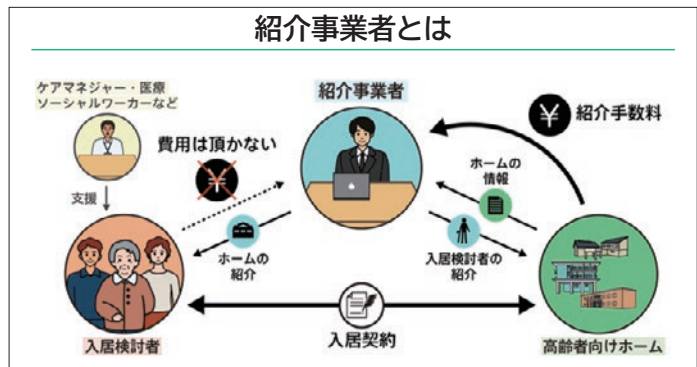 紹介事業者とは
ケアマネジャー・医療
ソーシャルワーカーなど
紹介事業者
¥
紹介手数料
費用は頂かない
¥
ホームの
情報
支援
ホームの
紹介
入居検討者の
紹介
入居契約
入居検討者
高齢者向けホーム